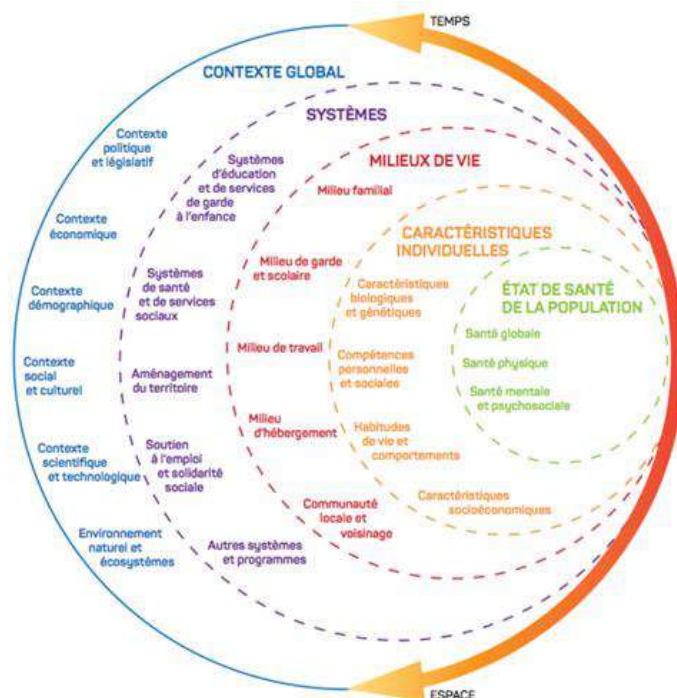 TEMPS
CONTEXTE GLOBAL
Contexte
politique
et législatif
Contexte
économique
Contexte
démographique
Contexte
social
et culturel
Contexte
scientifique
et technologique
Environnement
naturel et
écosystèmes
SYSTÈMES
Systèmes
d'éducation
et de services
de garde
à l'enfance
Systèmes
de santé
et de services
sociaux
Aménagement
du territoire
Soutien
à l'emploi
et solidarité
sociale
Autres systèmes
et programmes
MILIEUX DE VIE
Milieu familial
Milieu de garde
et scolaire
Milieu de travail
Milieu
d'hébergement
Communauté
locale et
voisinage
CARACTÉRISTIQUES
INDIVIDUELLES
Caractéristiques
biologiques
et génétiques
Compétences
personnelles
et sociales
Habitudes
de vie et
comportements
Caractéristiques
socioéconomiques
ÉTAT DE SANTÉ
DE LA POPULATION
Santé globale
Santé physique
Santé mentale
et psychosociale
ESPACE